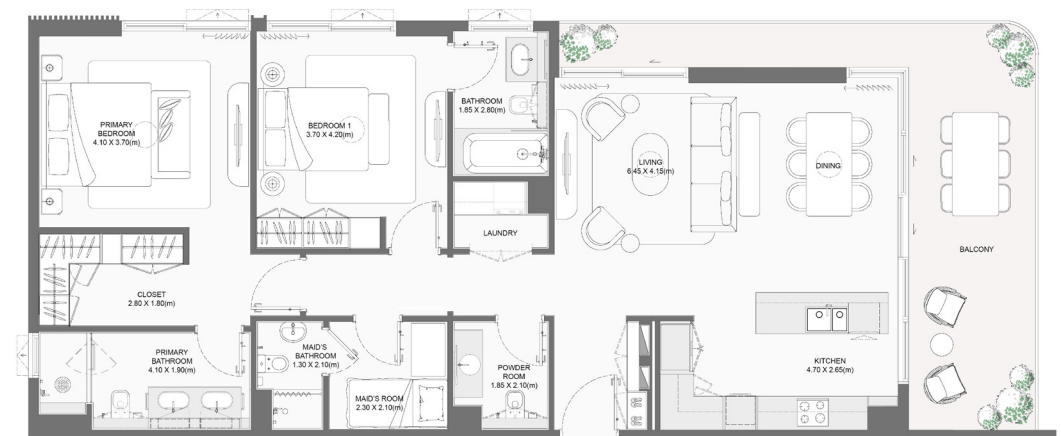 PRIMARY
BEDROOM
4.10 X 3.70(m)
BEDROOM 1
3.70 X 4.20(m)
BATHROOM
1.85 X 2.80(m)
LIVING
6.45 X 4.15(m)
DINING
LAUNDRY
BALCONY
CLOSET
2.80 X 1.80(m)
PRIMARY
BATHROOM
4.10 X 1.90(m)
MAID'S
BATHROOM
1.30 X 2.10(m)
MAID'S ROOM
2.30 X 2.10(m)
POWDER
ROOM
1.85 X 2.10(m)
KITCHEN
4.70 X 2.65(m)